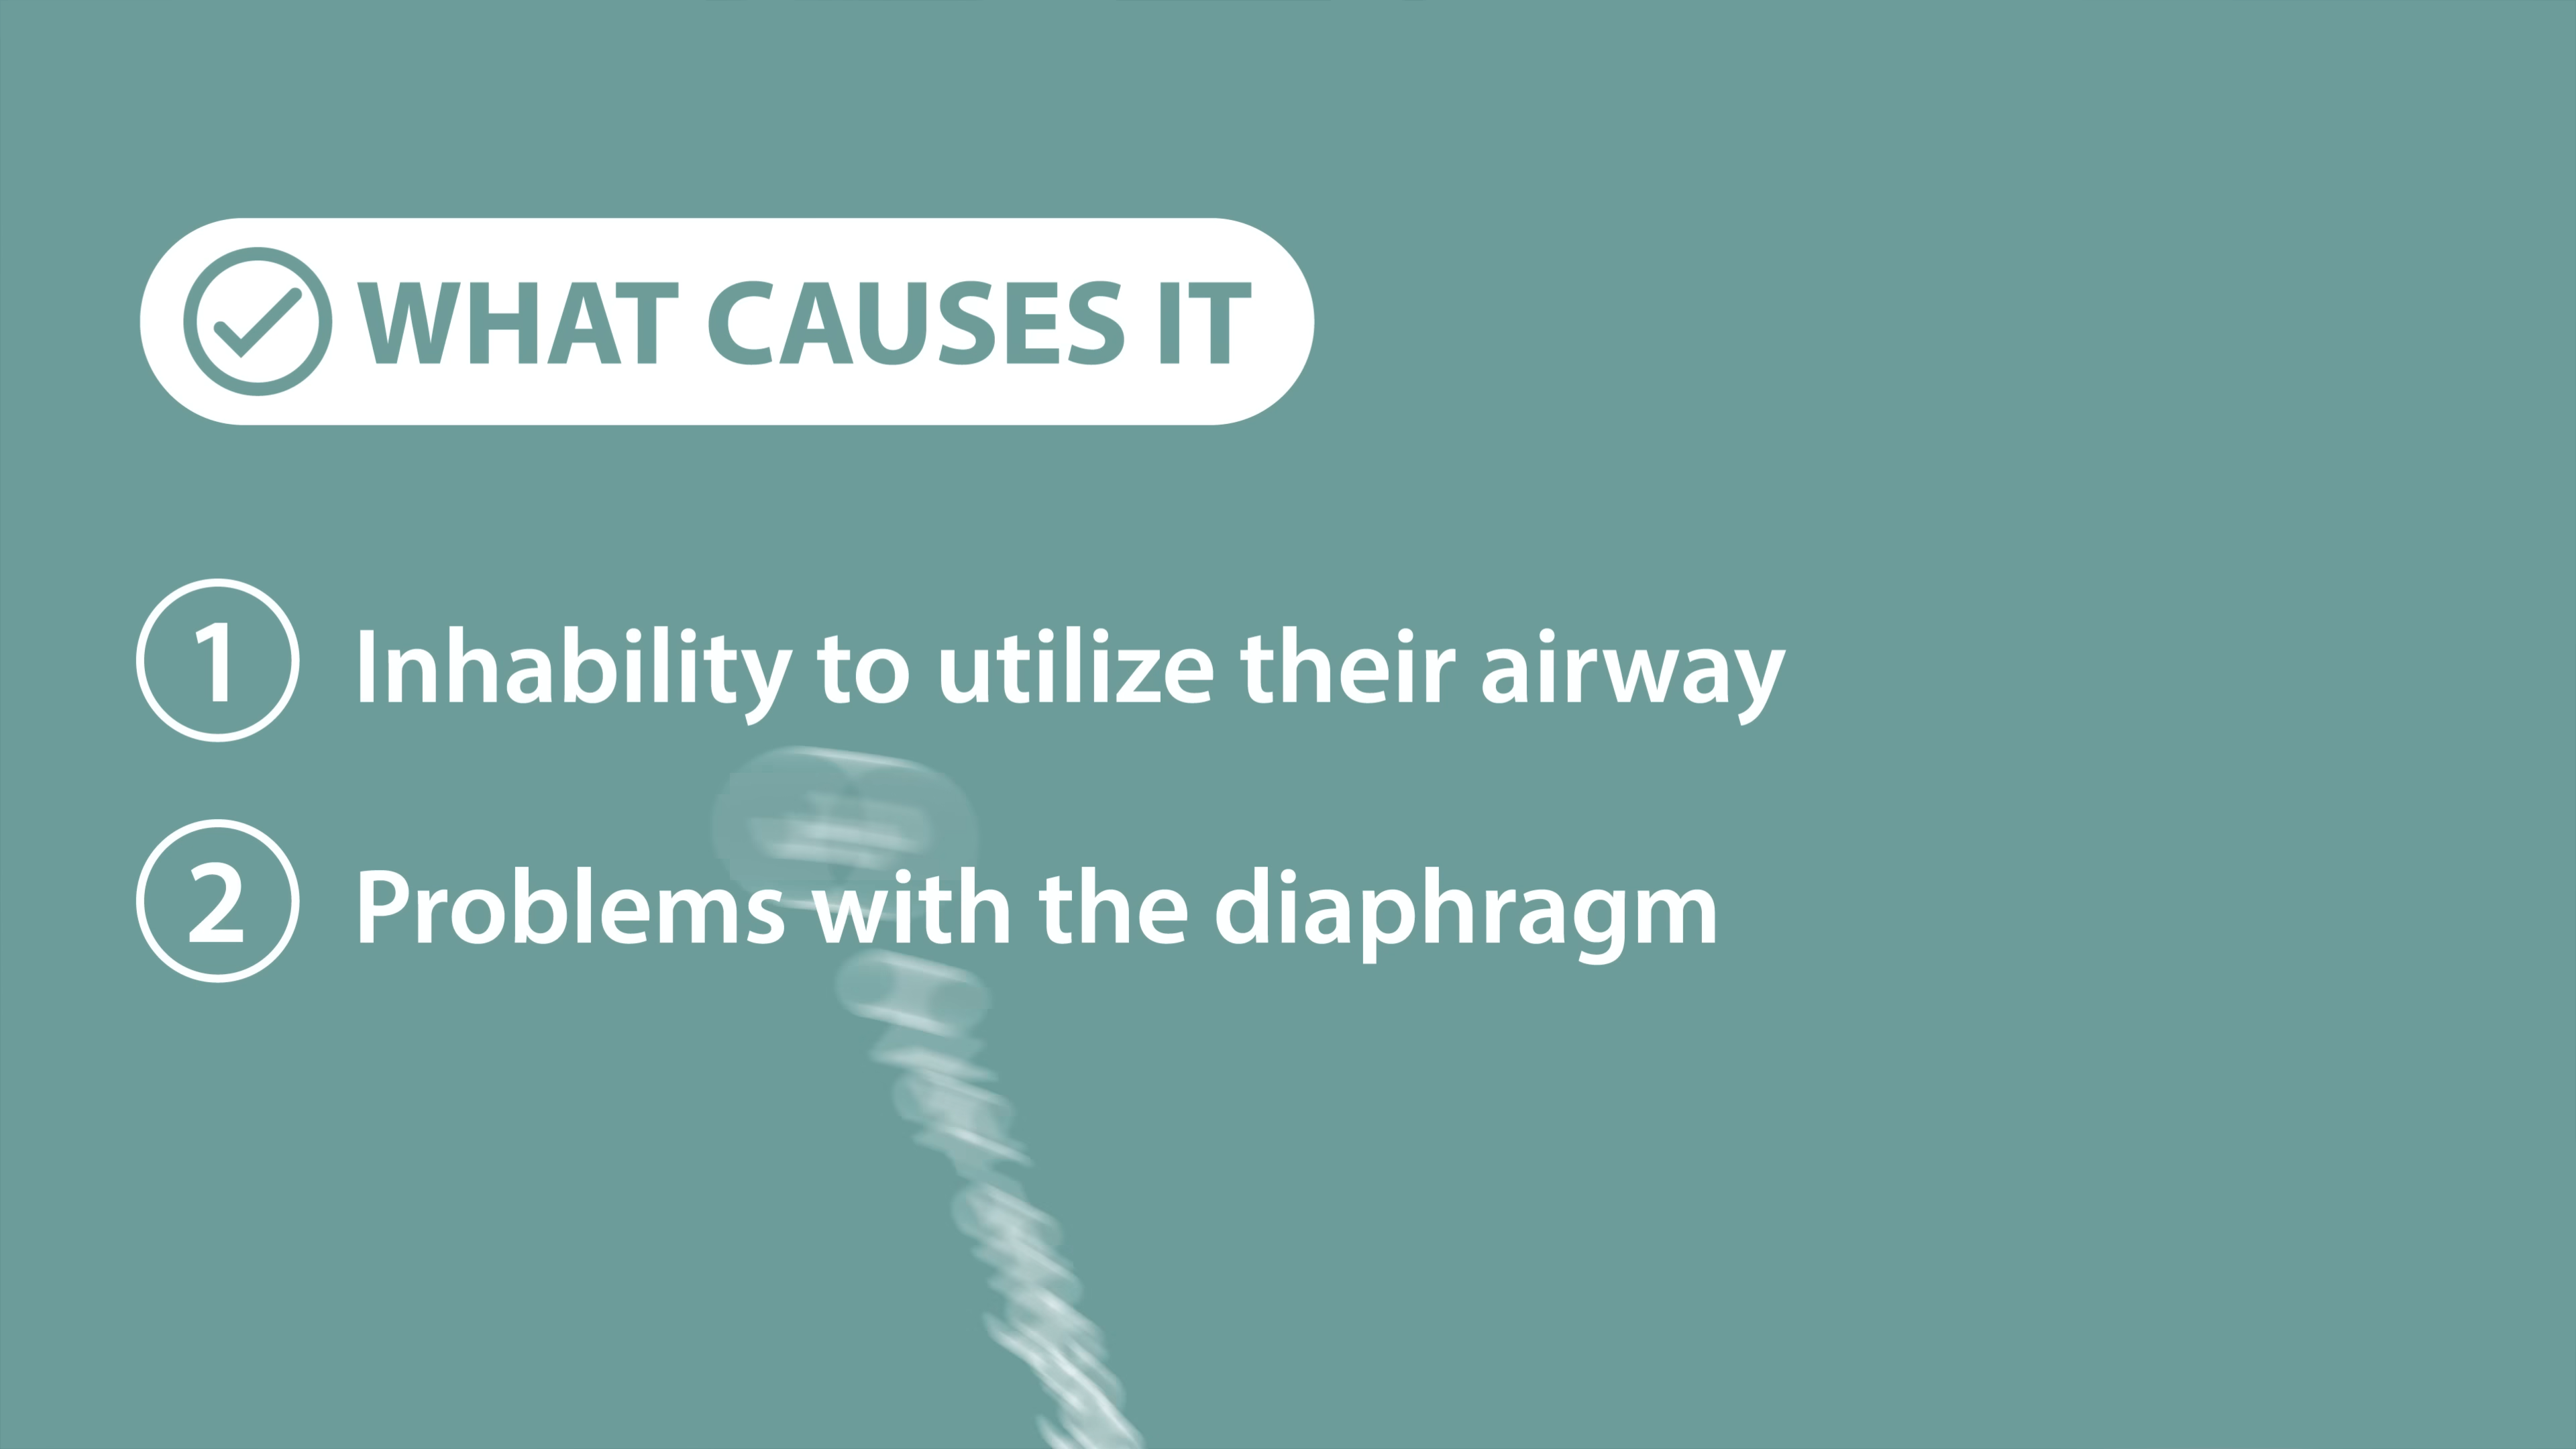 WHAT CAUSES IT
1 Inhability to utilize their airway
2 Problems with the diaphragm